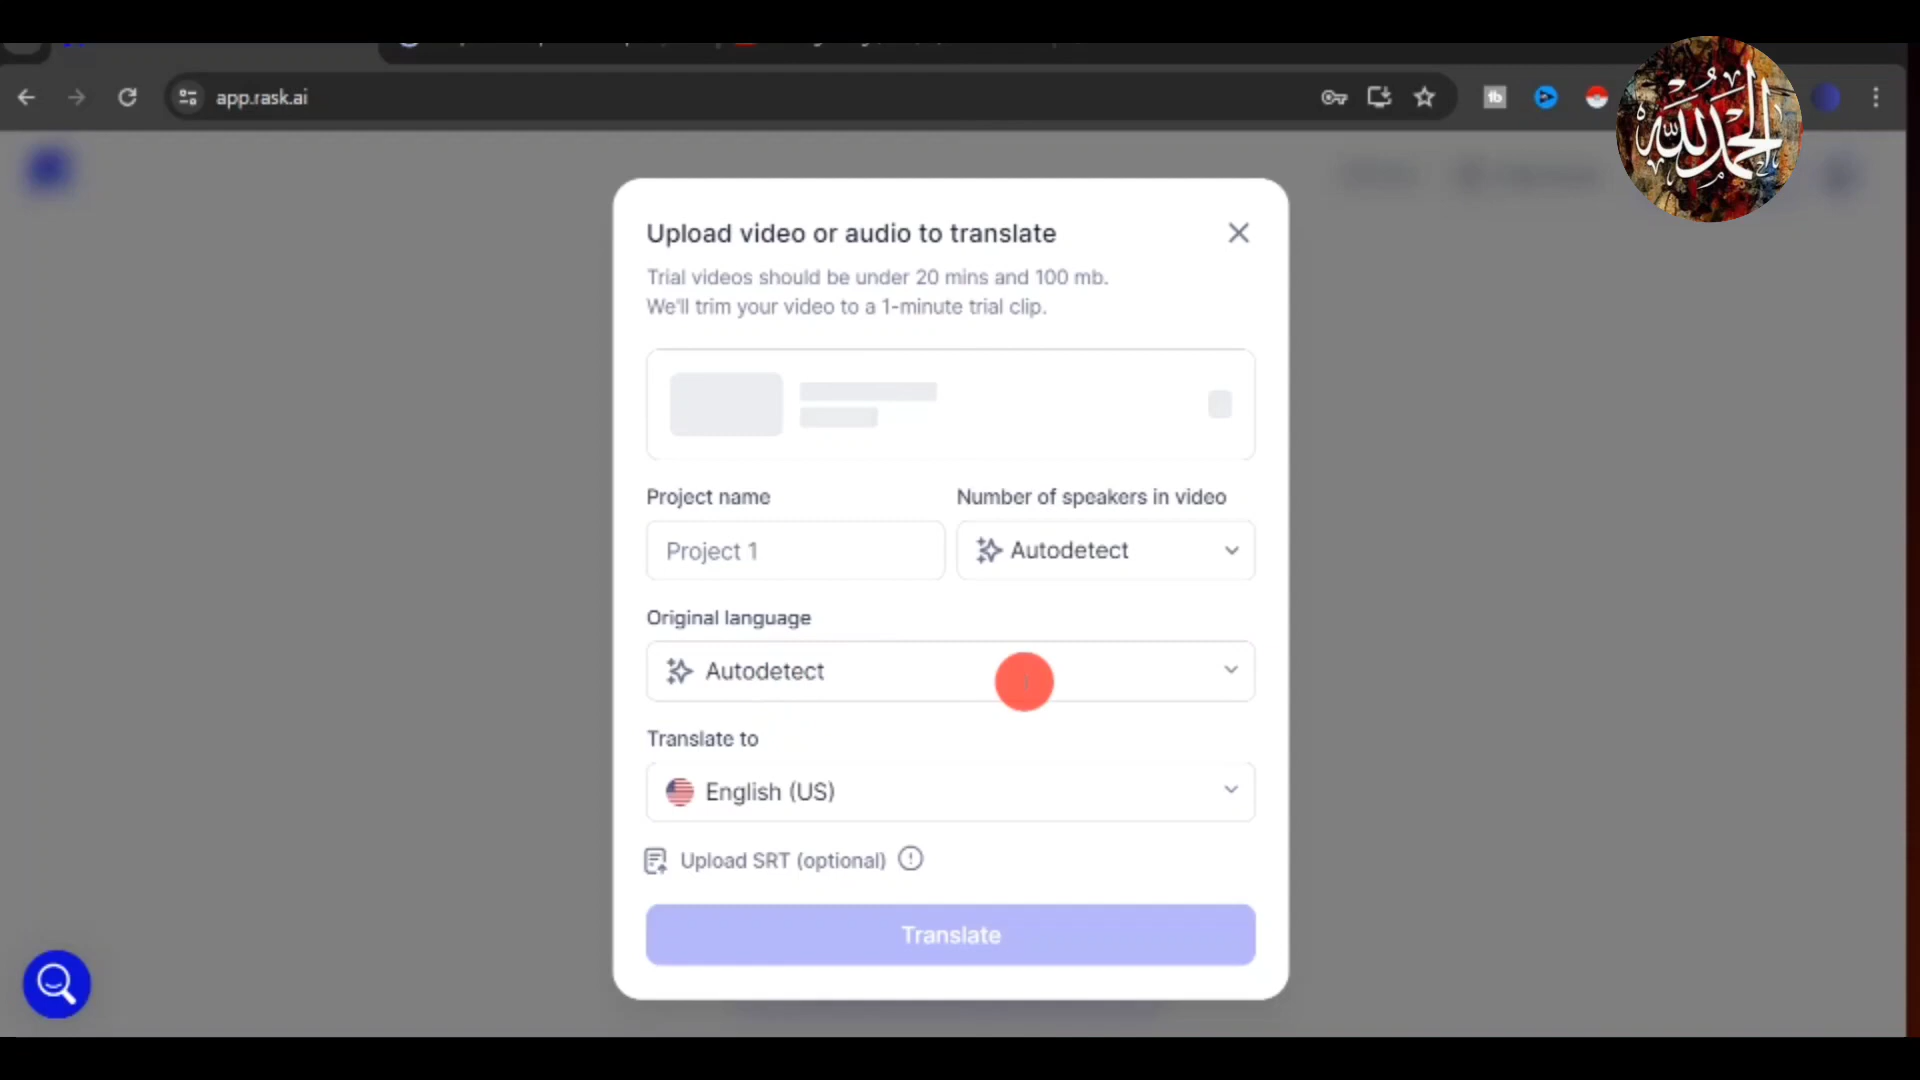 app.rask.ai
الحمد لله
Upload video or audio to translate
Trial videos should be under 20 mins and 100 mb.
We'll trim your video to a 1-minute trial clip.
Project name
Number of speakers in video
Project 1
Autodetect
Original language
Autodetect
Translate to
English (US)
Upload SRT (optional)
Translate